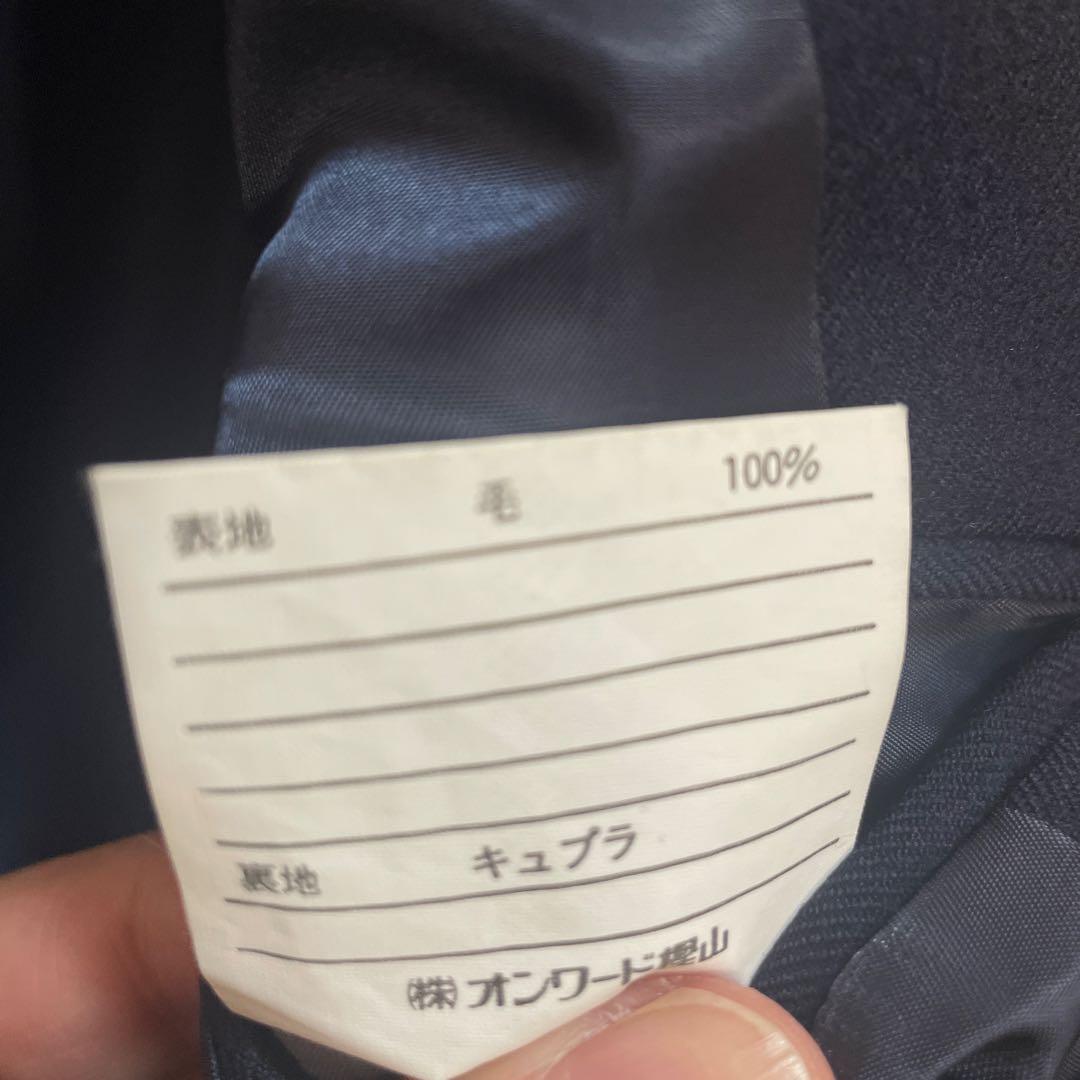 表地 毛 100%
裏地 キュプラ
(株)オンワード樫山